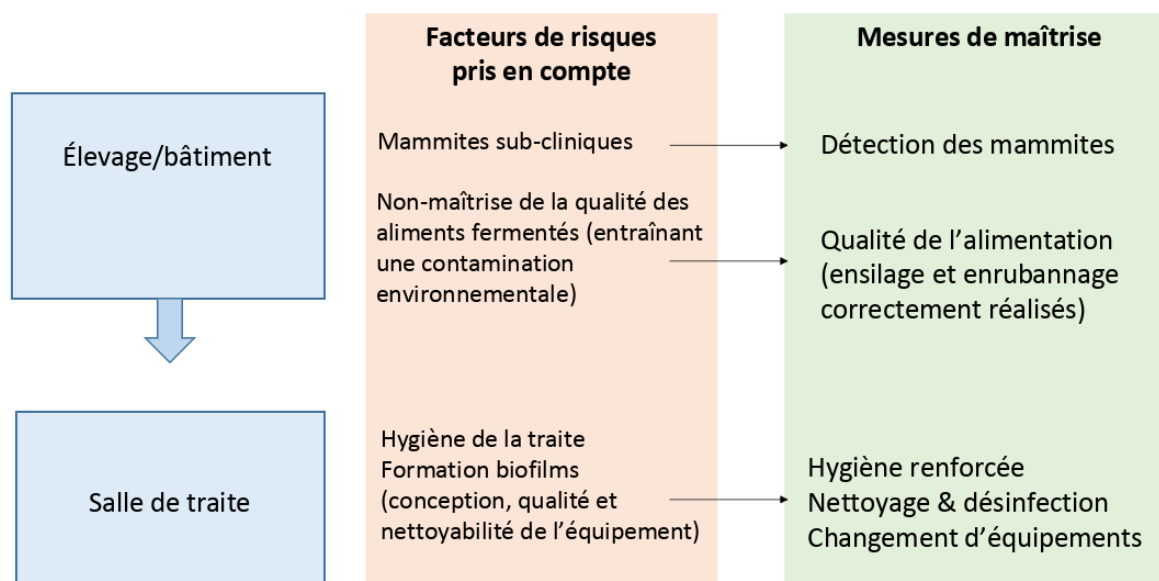 Facteurs de risques
pris en compte
Mesures de maîtrise
Élevage/bâtiment
Mammites sub-cliniques
Détection des mammites
Non-maîtrise de la qualité des
aliments fermentés (entraînant
une contamination
environnementale)
Qualité de l’alimentation
(ensilage et enrubannage
correctement réalisés)
Salle de traite
Hygiène de la traite
Formation biofilms
(conception, qualité et
nettoyabilité de l’équipement)
Hygiène renforcée
Nettoyage & désinfection
Changement d’équipements